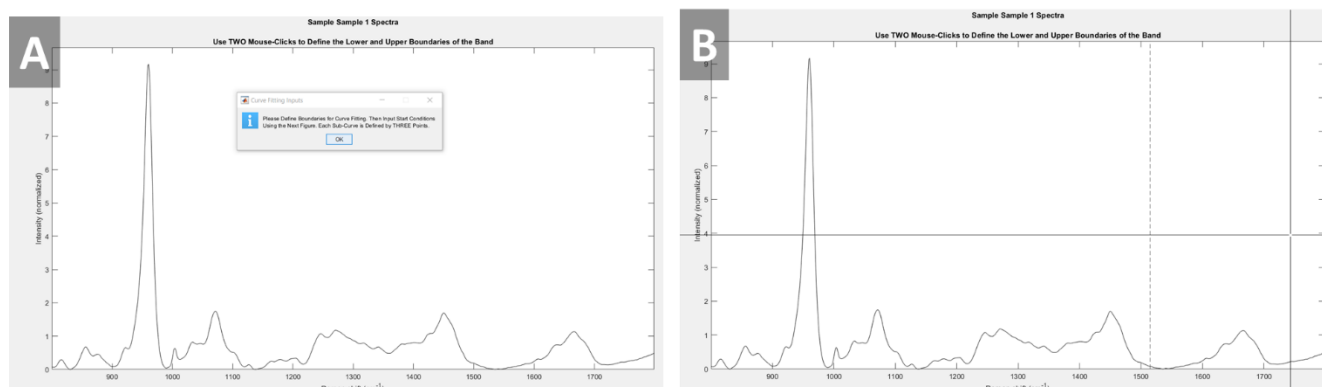 A
Sample Sample 1 Spectra
Use TWO Mouse-Clicks to Define the Lower and Upper Boundaries of the Band
Curve Fitting Inputs
Please Define Boundaries for Curve Fitting. Then Input Start Conditions
Using the Next Figure. Each Sub-Curve is Defined by THREE Points.
OK
Intensity (normalized)
9
8
7
6
5
4
3
2
1
0
900 1000 1100 1200 1300 1400 1500 1600 1700
B
Sample Sample 1 Spectra
Use TWO Mouse-Clicks to Define the Lower and Upper Boundaries of the Band
Intensity (normalized)
9
8
7
6
5
4
3
2
1
0
900 1000 1100 1200 1300 1400 1500 1600 1700